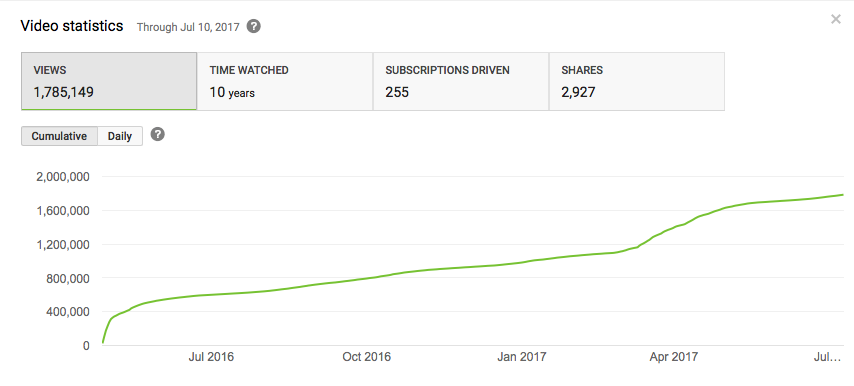 Video statistics Through Jul 10, 2017 ?
×
VIEWS TIME WATCHED SUBSCRIPTIONS DRIVEN SHARES
1,785,149 10 years 255 2,927
Cumulative Daily ?
2,000,000
1,600,000
1,200,000
800,000
400,000
0
Jul 2016 Oct 2016 Jan 2017 Apr 2017 Jul...